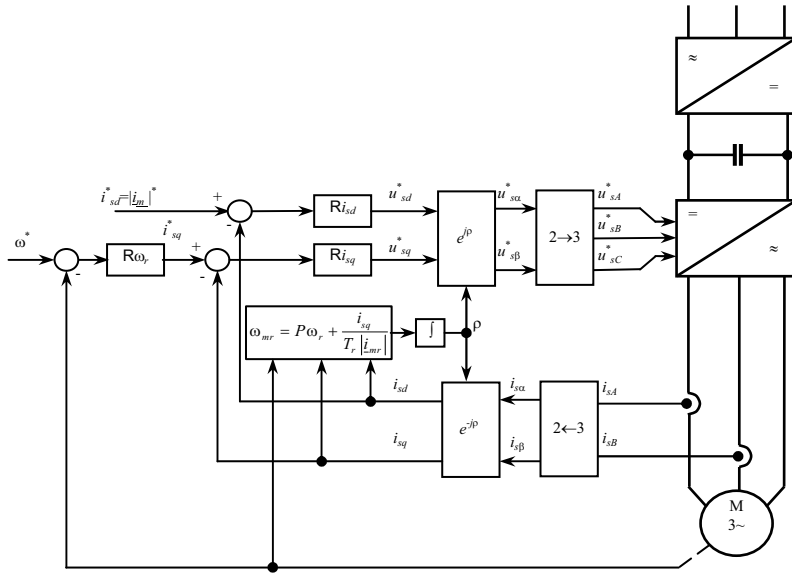 ≈
=
i*sd=|im|*
+
-
Risd
u*sd
ejρ
u*sα
2→3
u*sA
u*sB
u*sC
=
≈
ω*
-
Rωr
i*sq
+
-
Risq
u*sq
u*sβ
ωmr = Pωr + isq / Tr |imr|
∫
ρ
isd
isq
e-jρ
isα
isβ
2←3
isA
isB
M
3~